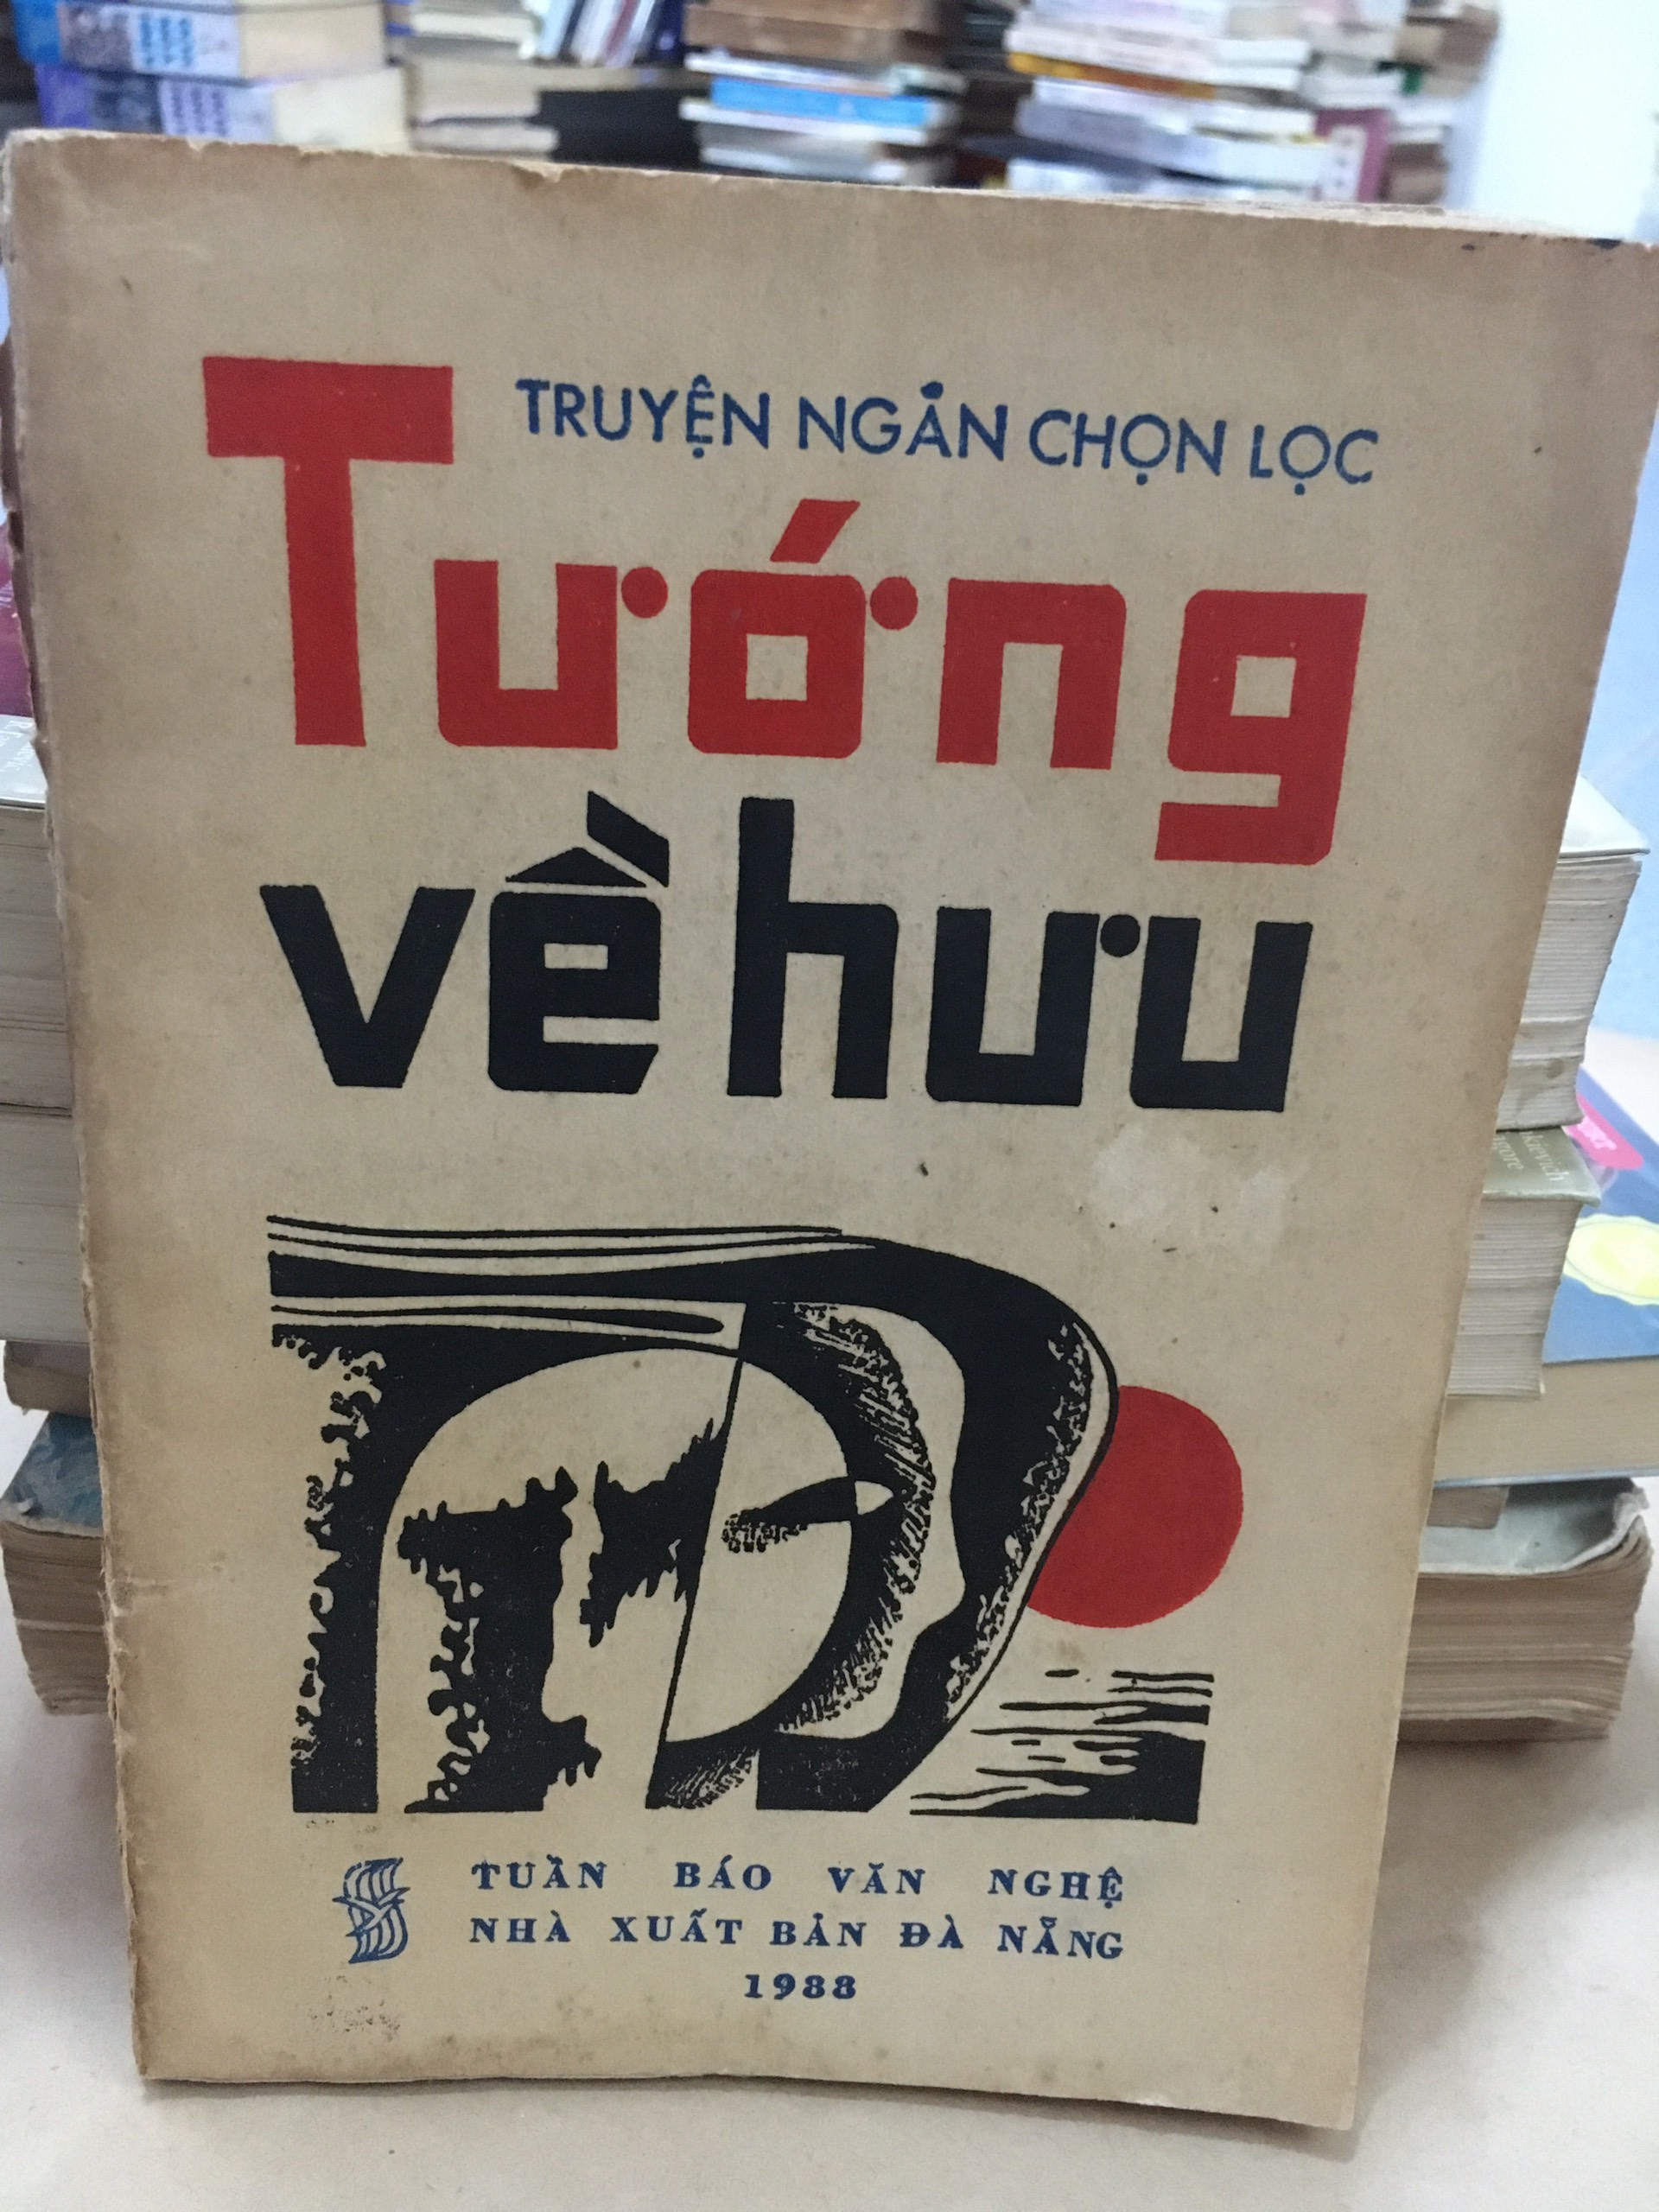 TRUYỆN NGẮN CHỌN LỌC
Tướng
về hưu
TUẦN BÁO VĂN NGHỆ
NHÀ XUẤT BẢN ĐÀ NẴNG
1988